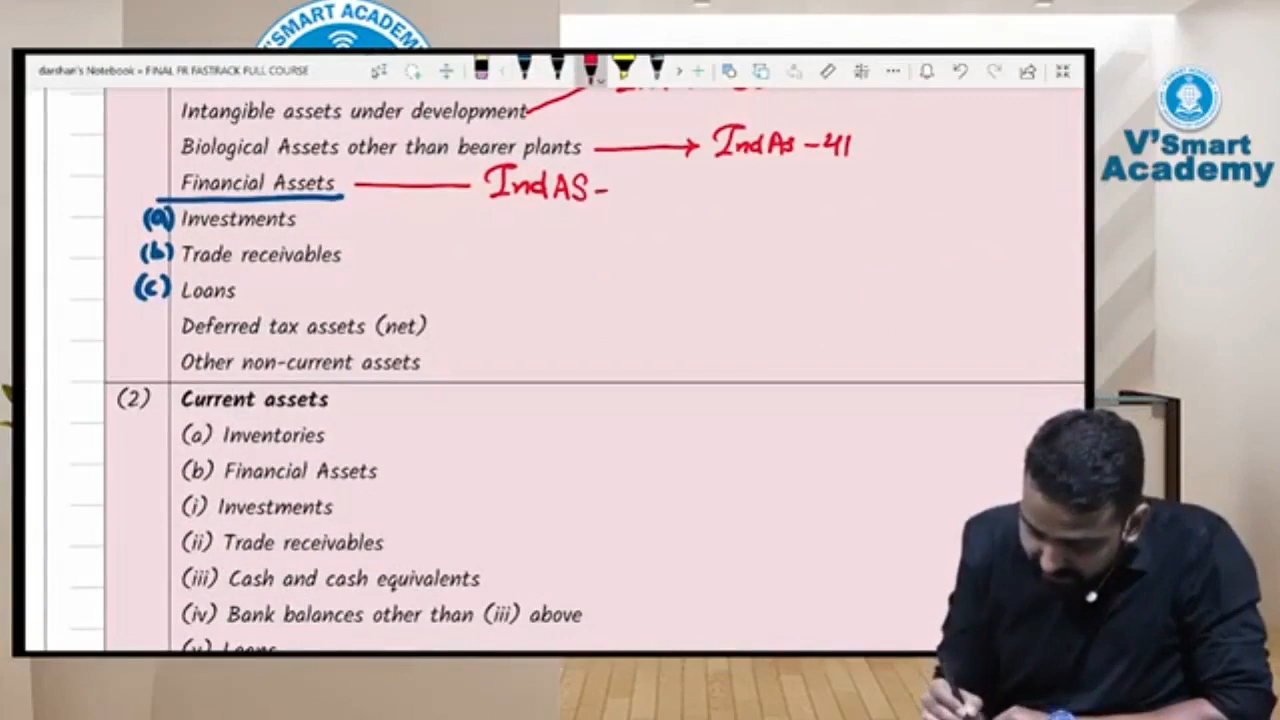 V'SMART ACADEMY
darshan's Notebook » FINAL FR FASTRACK FULL COURSE
Intangible assets under development
Biological Assets other than bearer plants → IndAs - 41
Financial Assets — IndAS -
(a) Investments
(b) Trade receivables
(c) Loans
Deferred tax assets (net)
Other non-current assets
(2) Current assets
(a) Inventories
(b) Financial Assets
(i) Investments
(ii) Trade receivables
(iii) Cash and cash equivalents
(iv) Bank balances other than (iii) above
(v) Loans
V'Smart
Academy